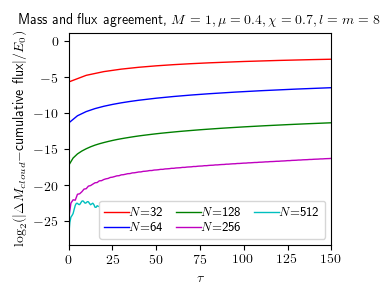 Mass and flux agreement, M = 1, μ = 0.4, χ = 0.7, l = m = 8
log₂(|ΔM_cloud−cumulative flux|/E₀)
0
−5
−10
−15
−20
−25
N=32 N=128 N=512
N=64 N=256
0 25 50 75 100 125 150
τ